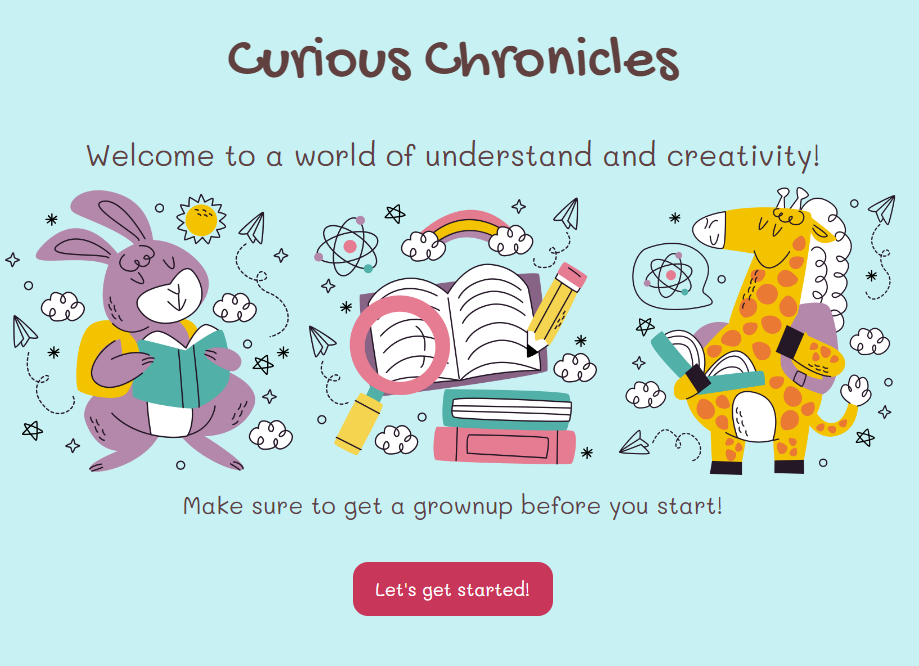 Curious Chronicles
Welcome to a world of understand and creativity!
Make sure to get a grownup before you start!
Let's get started!